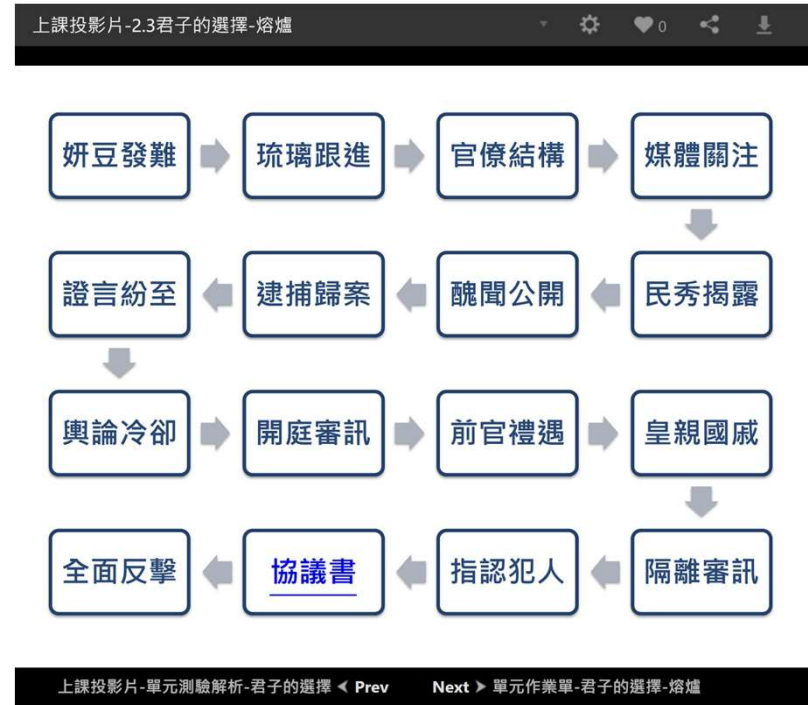 上課投影片-2.3君子的選擇-熔爐
0
妍豆發難
琉璃跟進
官僚結構
媒體關注
民秀揭露
醜聞公開
逮捕歸案
證言紛至
輿論冷卻
開庭審訊
前官禮遇
皇親國戚
隔離審訊
指認犯人
協議書
全面反擊
上課投影片-單元測驗解析-君子的選擇 Prev
Next 單元作業單-君子的選擇-熔爐